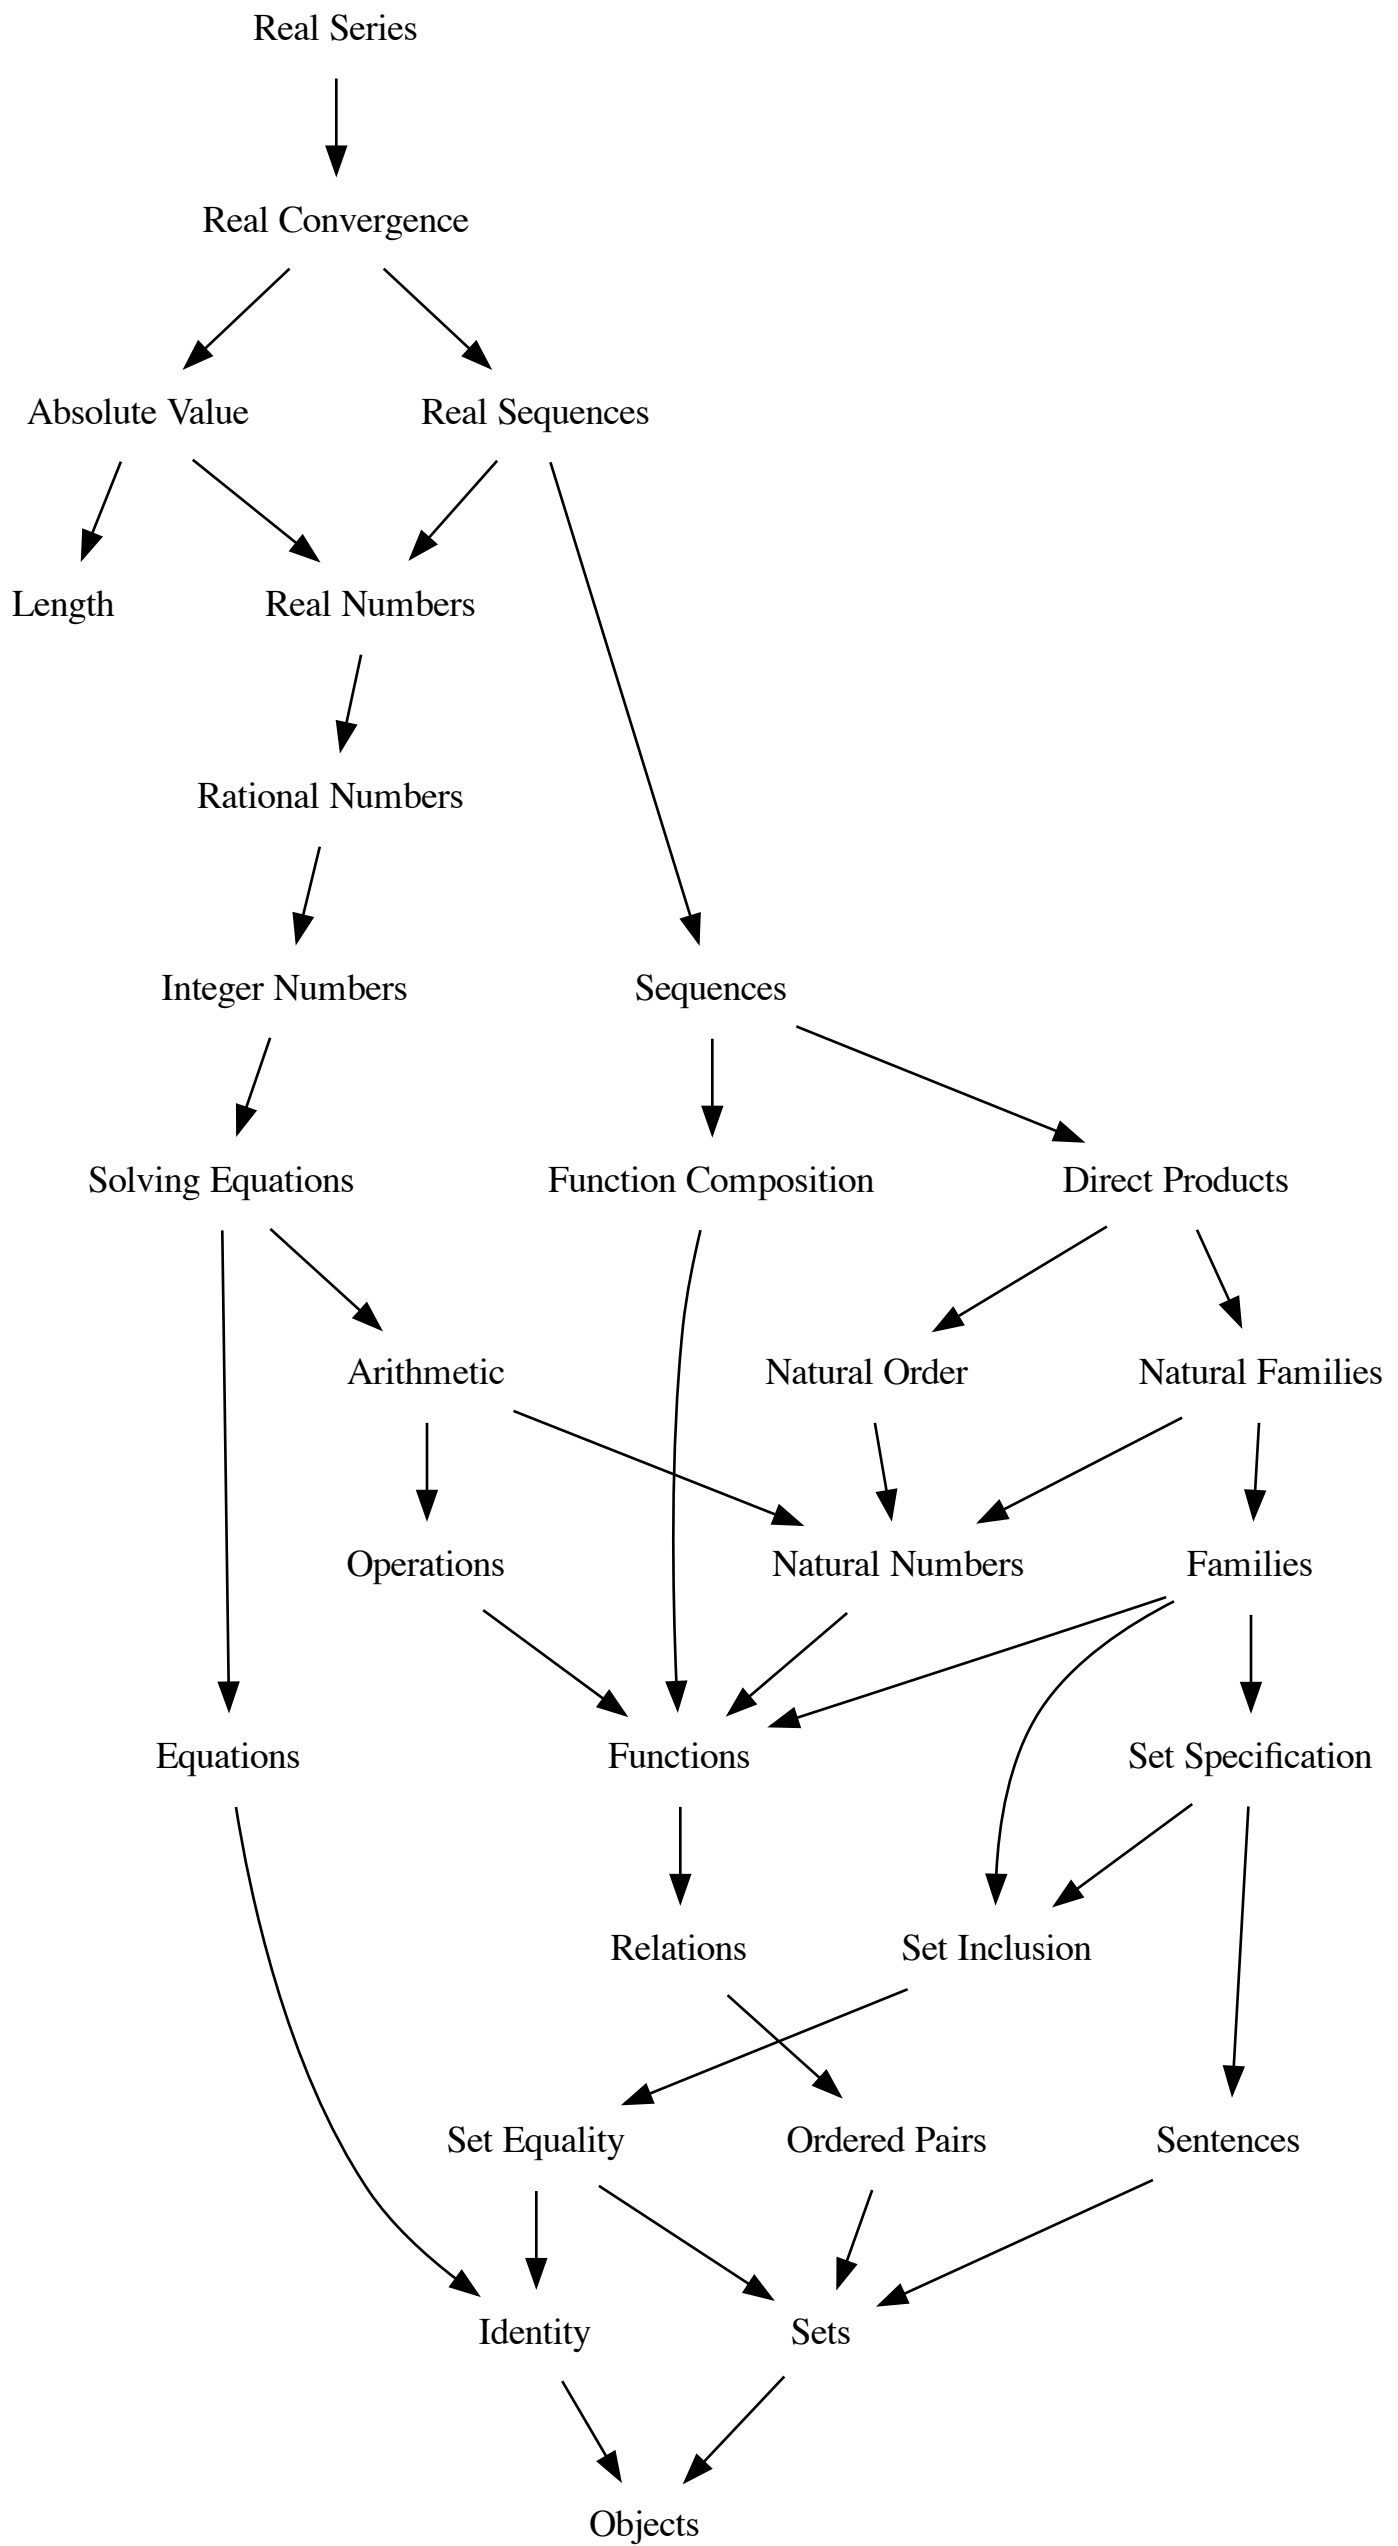 Real Series
Real Convergence
Absolute Value
Real Sequences
Length
Real Numbers
Rational Numbers
Integer Numbers
Sequences
Solving Equations
Function Composition
Direct Products
Arithmetic
Natural Order
Natural Families
Operations
Natural Numbers
Families
Equations
Functions
Set Specification
Relations
Set Inclusion
Set Equality
Ordered Pairs
Sentences
Identity
Sets
Objects